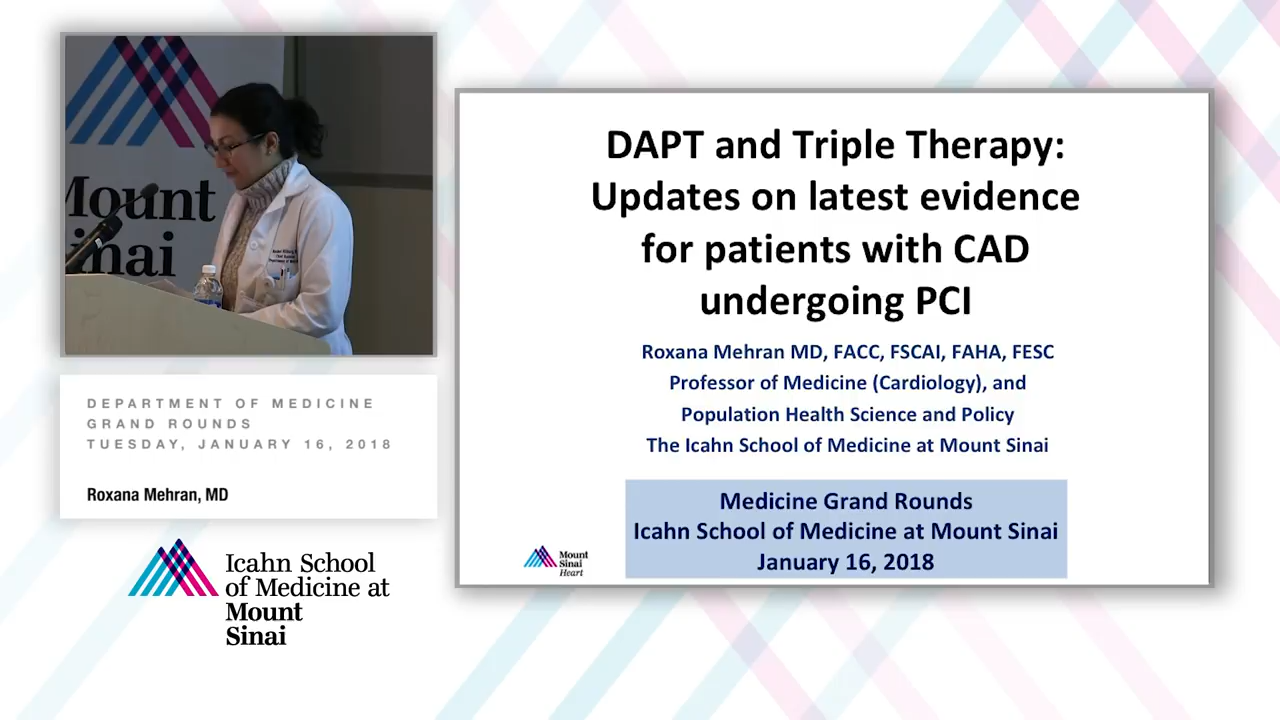 Mount
Sinai
DEPARTMENT OF MEDICINE
GRAND ROUNDS
TUESDAY, JANUARY 16, 2018
Roxana Mehran, MD
Icahn School
of Medicine at
Mount
Sinai
DAPT and Triple Therapy:
Updates on latest evidence
for patients with CAD
undergoing PCI
Roxana Mehran MD, FACC, FSCAI, FAHA, FESC
Professor of Medicine (Cardiology), and
Population Health Science and Policy
The Icahn School of Medicine at Mount Sinai
Medicine Grand Rounds
Icahn School of Medicine at Mount Sinai
January 16, 2018
Mount
Sinai
Heart